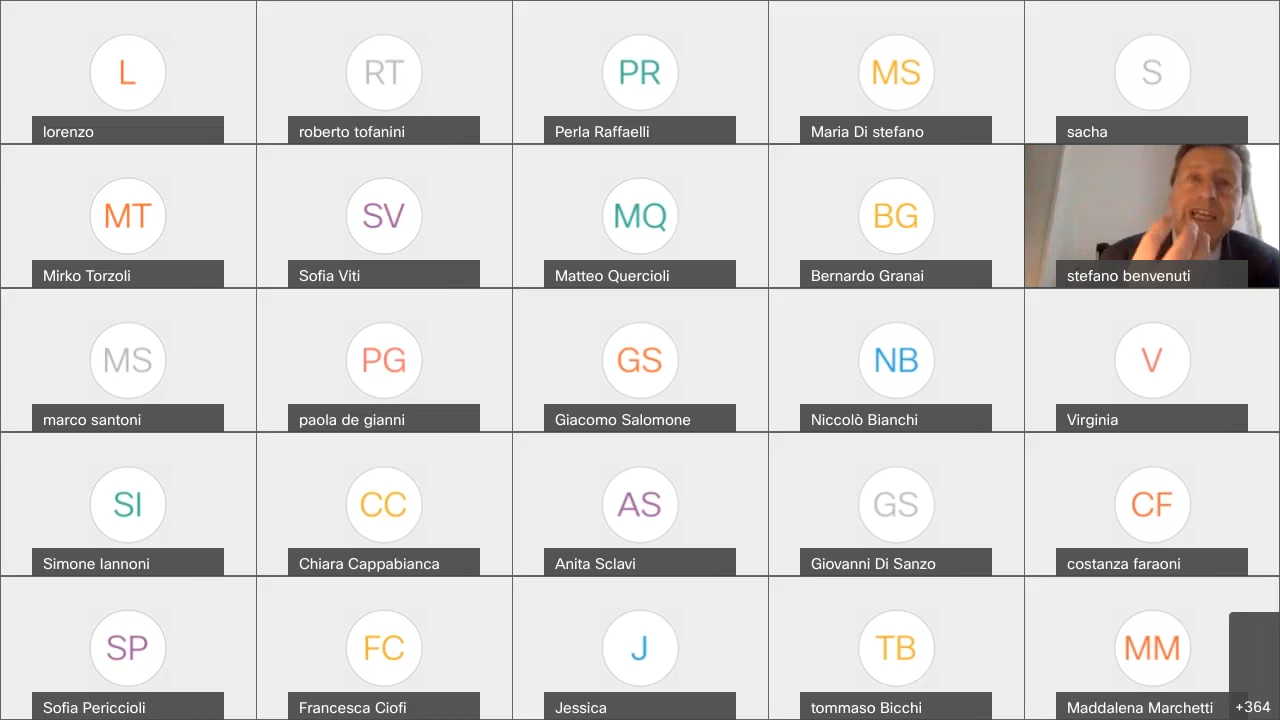 L
RT
PR
MS
S
lorenzo
roberto tofanini
Perla Raffaelli
Maria Di stefano
sacha
MT
SV
MQ
BG
Mirko Torzoli
Sofia Viti
Matteo Quercioli
Bernardo Granai
stefano benvenuti
MS
PG
GS
NB
V
marco santoni
paola de gianni
Giacomo Salomone
Niccolò Bianchi
Virginia
SI
CC
AS
GS
CF
Simone Iannoni
Chiara Cappabianca
Anita Sclavi
Giovanni Di Sanzo
costanza faraoni
SP
FC
J
TB
MM
Sofia Periccioli
Francesca Ciofi
Jessica
tommaso Bicchi
Maddalena Marchetti
+364